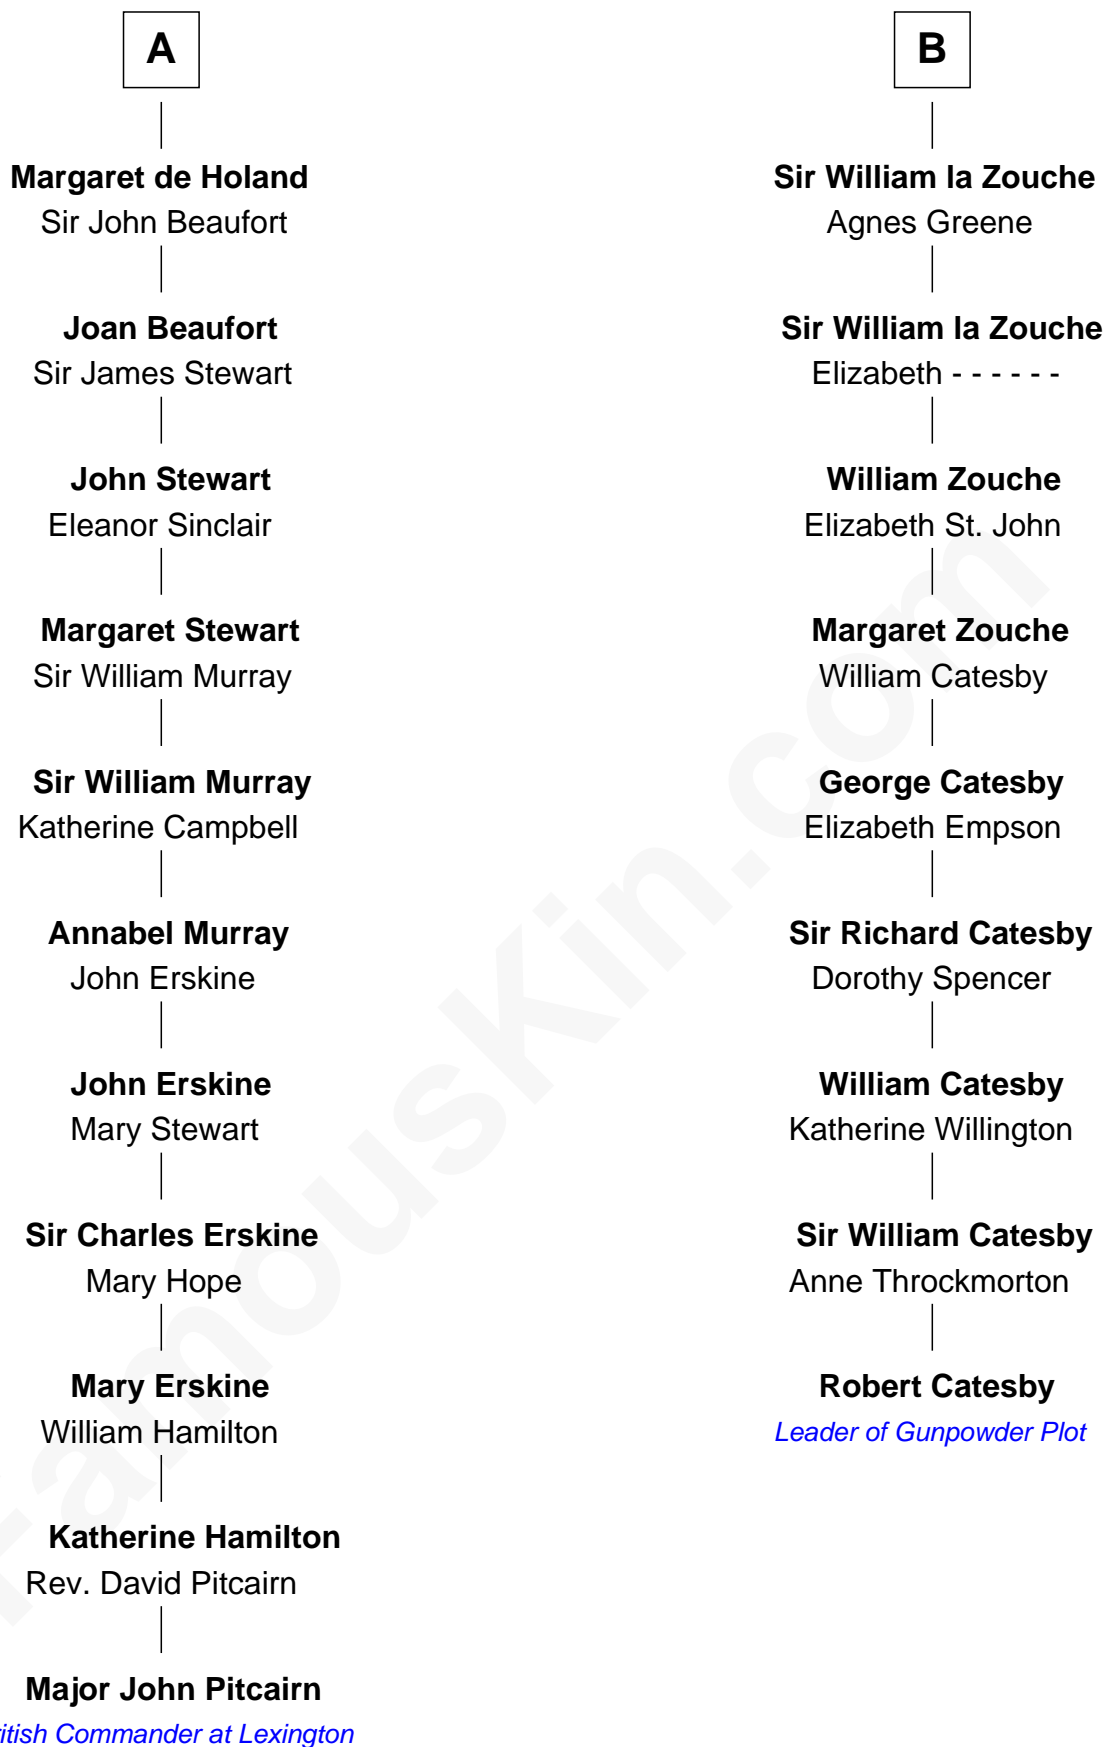 A
Margaret de Holand
Sir John Beaufort
Joan Beaufort
Sir James Stewart
John Stewart
Eleanor Sinclair
Margaret Stewart
Sir William Murray
Sir William Murray
Katherine Campbell
Annabel Murray
John Erskine
John Erskine
Mary Stewart
Sir Charles Erskine
Mary Hope
Mary Erskine
William Hamilton
Katherine Hamilton
Rev. David Pitcairn
Major John Pitcairn
itish Commander at Lexington
B
Sir William la Zouche
Agnes Greene
Sir William la Zouche
Elizabeth - - - - - -
William Zouche
Elizabeth St. John
Margaret Zouche
William Catesby
George Catesby
Elizabeth Empson
Sir Richard Catesby
Dorothy Spencer
William Catesby
Katherine Willington
Sir William Catesby
Anne Throckmorton
Robert Catesby
Leader of Gunpowder Plot
FamousKin.com